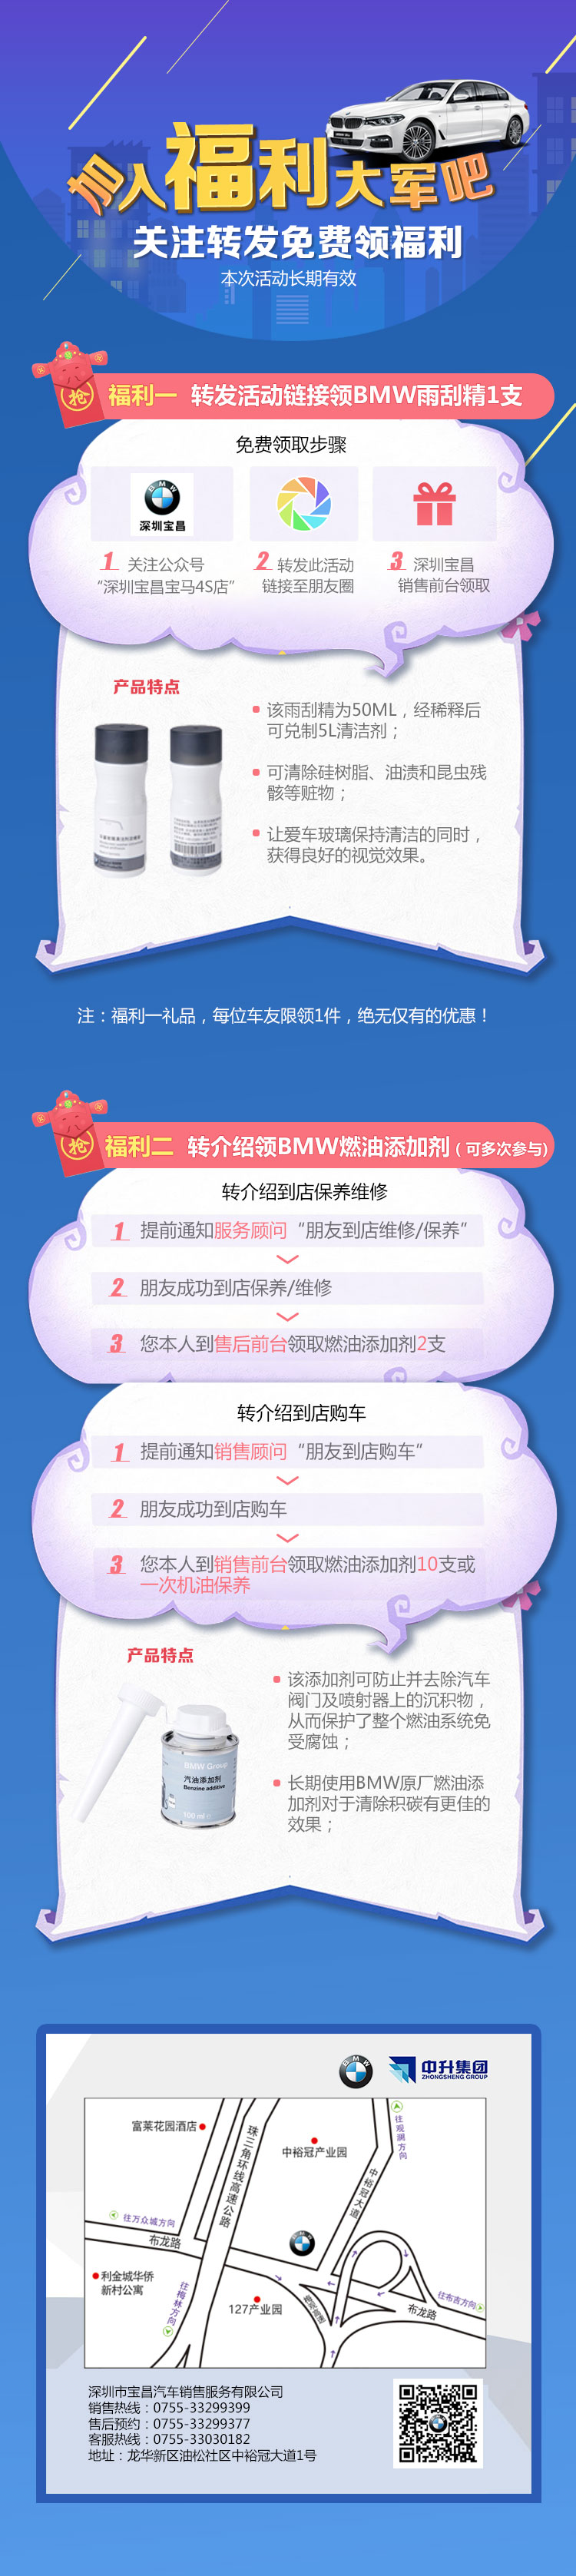 加入福利大军吧
关注转发免费领福利
本次活动长期有效
抢
福利一 转发活动链接领BMW雨刮精1支
免费领取步骤
BMW
深圳宝昌
1 关注公众号
“深圳宝昌宝马4S店”
2 转发此活动
链接至朋友圈
3 深圳宝昌
销售前台领取
产品特点
该雨刮精为50ML，经稀释后
可兑制5L清洁剂；
可清除硅树脂、油渍和昆虫残
骸等赃物；
让爱车玻璃保持清洁的同时，
获得良好的视觉效果。
注：福利一礼品，每位车友限领1件，绝无仅有的优惠！
抢
福利二 转介绍领BMW燃油添加剂（可多次参与）
转介绍到店保养维修
1 提前通知服务顾问“朋友到店维修/保养”
2 朋友成功到店保养/维修
3 您本人到售后前台领取燃油添加剂2支
转介绍到店购车
1 提前通知销售顾问“朋友到店购车”
2 朋友成功到店购车
3 您本人到销售前台领取燃油添加剂10支或
一次机油保养
产品特点
BMW Group
汽油添加剂
Benzine additive
100 ml e
该添加剂可防止并去除汽车
阀门及喷射器上的沉积物，
从而保护了整个燃油系统免
受腐蚀；
长期使用BMW原厂燃油添
加剂对于清除积碳有更佳的
效果；
BMW
中升集团
ZHONGSHENG GROUP
富莱花园酒店
珠三角环线高速公路
中裕冠产业园
往观澜方向
中裕冠大道
往万众城方向
布龙路
利金城华侨
新村公寓
往梅林方向
127产业园
梅观高速
布龙路
往布吉方向
深圳市宝昌汽车销售服务有限公司
销售热线：0755-33299399
售后预约：0755-33299377
客服热线：0755-33030182
地址：龙华新区油松社区中裕冠大道1号